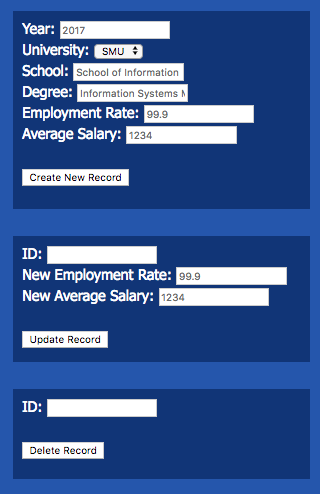 Year: 2017
University: SMU
School: School of Information
Degree: Information Systems
Employment Rate: 99.9
Average Salary: 1234
Create New Record
ID:
New Employment Rate: 99.9
New Average Salary: 1234
Update Record
ID:
Delete Record